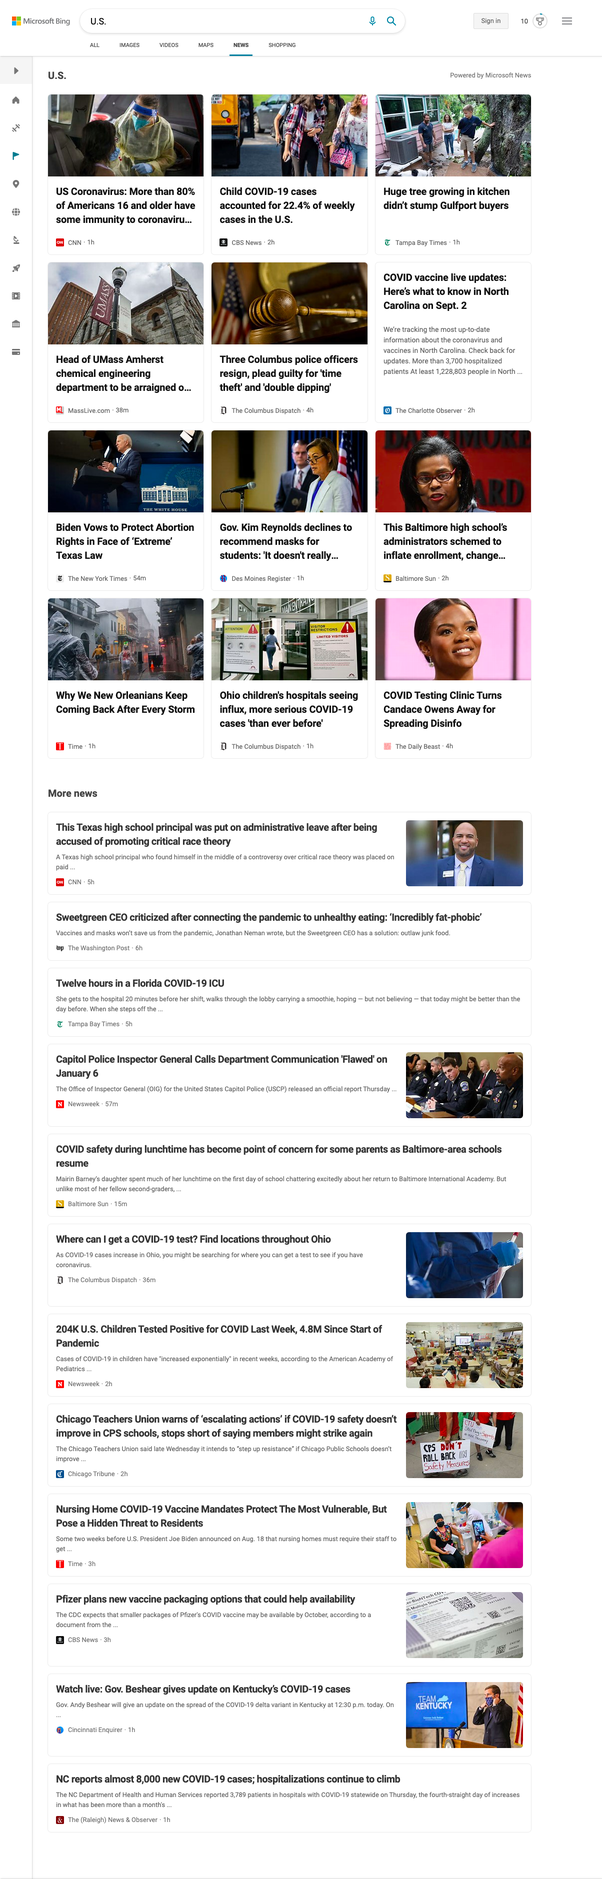 Microsoft Bing
U.S.
Sign in
10
ALL IMAGES VIDEOS MAPS NEWS SHOPPING
U.S.
Powered by Microsoft News
US Coronavirus: More than 80%
of Americans 16 and older have
some immunity to coronaviru...
CNN · 1h
Child COVID-19 cases
accounted for 22.4% of weekly
cases in the U.S.
CBS News · 2h
Huge tree growing in kitchen
didn't stump Gulfport buyers
Tampa Bay Times · 1h
UMASS
Head of UMass Amherst
chemical engineering
department to be arraigned o...
MassLive.com · 38m
Three Columbus police officers
resign, plead guilty for 'time
theft' and 'double dipping'
The Columbus Dispatch · 4h
COVID vaccine live updates:
Here's what to know in North
Carolina on Sept. 2
We're tracking the most up-to-date
information about the coronavirus and
vaccines in North Carolina. Check back for
updates. More than 3,700 hospitalized
patients At least 1,228,803 people in North ...
The Charlotte Observer · 2h
THE WHITE HOUSE
Biden Vows to Protect Abortion
Rights in Face of 'Extreme'
Texas Law
The New York Times · 54m
Gov. Kim Reynolds declines to
recommend masks for
students: 'It doesn't really...
Des Moines Register · 1h
This Baltimore high school's
administrators schemed to
inflate enrollment, change...
Baltimore Sun · 2h
Why We New Orleanians Keep
Coming Back After Every Storm
Time · 1h
Ohio children's hospitals seeing
influx, more serious COVID-19
cases 'than ever before'
The Columbus Dispatch · 1h
COVID Testing Clinic Turns
Candace Owens Away for
Spreading Disinfo
The Daily Beast · 4h
More news
This Texas high school principal was put on administrative leave after being
accused of promoting critical race theory
A Texas high school principal who found himself in the middle of a controversy over critical race theory was placed on
paid ...
CNN · 5h
Sweetgreen CEO criticized after connecting the pandemic to unhealthy eating: 'Incredibly fat-phobic'
Vaccines and masks won't save us from the pandemic, Jonathan Neman wrote, but the Sweetgreen CEO has a solution: outlaw junk food.
The Washington Post · 6h
Twelve hours in a Florida COVID-19 ICU
She gets to the hospital 20 minutes before her shift, walks through the lobby carrying a smoothie, hoping — but not believing — that today might be better than the
day before. When she steps off the ...
Tampa Bay Times · 5h
Capitol Police Inspector General Calls Department Communication 'Flawed' on
January 6
The Office of Inspector General (OIG) for the United States Capitol Police (USCP) released an official report Thursday ...
Newsweek · 57m
COVID safety during lunchtime has become point of concern for some parents as Baltimore-area schools
resume
Mairin Barney's daughter spent much of her lunchtime on the first day of school chattering excitedly about her return to Baltimore International Academy. But
unlike most of her fellow second-graders, ...
Baltimore Sun · 15m
Where can I get a COVID-19 test? Find locations throughout Ohio
As COVID-19 cases increase in Ohio, you might be searching for where you can get a test to see if you have
coronavirus.
The Columbus Dispatch · 36m
204K U.S. Children Tested Positive for COVID Last Week, 4.8M Since Start of
Pandemic
Cases of COVID-19 in children have "increased exponentially" in recent weeks, according to the American Academy of
Pediatrics ...
Newsweek · 2h
Chicago Teachers Union warns of 'escalating actions' if COVID-19 safety doesn't
improve in CPS schools, stops short of saying members might strike again
The Chicago Teachers Union said late Wednesday it intends to "step up resistance" if Chicago Public Schools doesn't
improve ...
Chicago Tribune · 2h
CPS DON'T
ROLL BACK
Safety Measures
Nursing Home COVID-19 Vaccine Mandates Protect The Most Vulnerable, But
Pose a Hidden Threat to Residents
Some two weeks before U.S. President Joe Biden announced on Aug. 18 that nursing homes must require their staff to
get ...
Time · 3h
Pfizer plans new vaccine packaging options that could help availability
The CDC expects that smaller packages of Pfizer's COVID vaccine may be available by October, according to a
document from the ...
CBS News · 3h
Watch live: Gov. Beshear gives update on Kentucky's COVID-19 cases
Gov. Andy Beshear will give an update on the spread of the COVID-19 delta variant in Kentucky at 12:30 p.m. today. On
...
Cincinnati Enquirer · 1h
TEAM
KENTUCKY
NC reports almost 8,000 new COVID-19 cases; hospitalizations continue to climb
The NC Department of Health and Human Services reported 3,789 patients in hospitals with COVID-19 statewide on Thursday, the fourth-straight day of increases
in what has been more than a month's ...
The (Raleigh) News & Observer · 1h